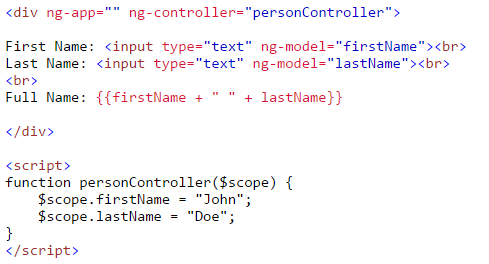 <div ng-app="" ng-controller="personController">
First Name: <input type="text" ng-model="firstName"><br>
Last Name: <input type="text" ng-model="lastName"><br>
<br>
Full Name: {{firstName + " " + lastName}}
</div>
<script>
function personController($scope) {
    $scope.firstName = "John";
    $scope.lastName = "Doe";
}
</script>